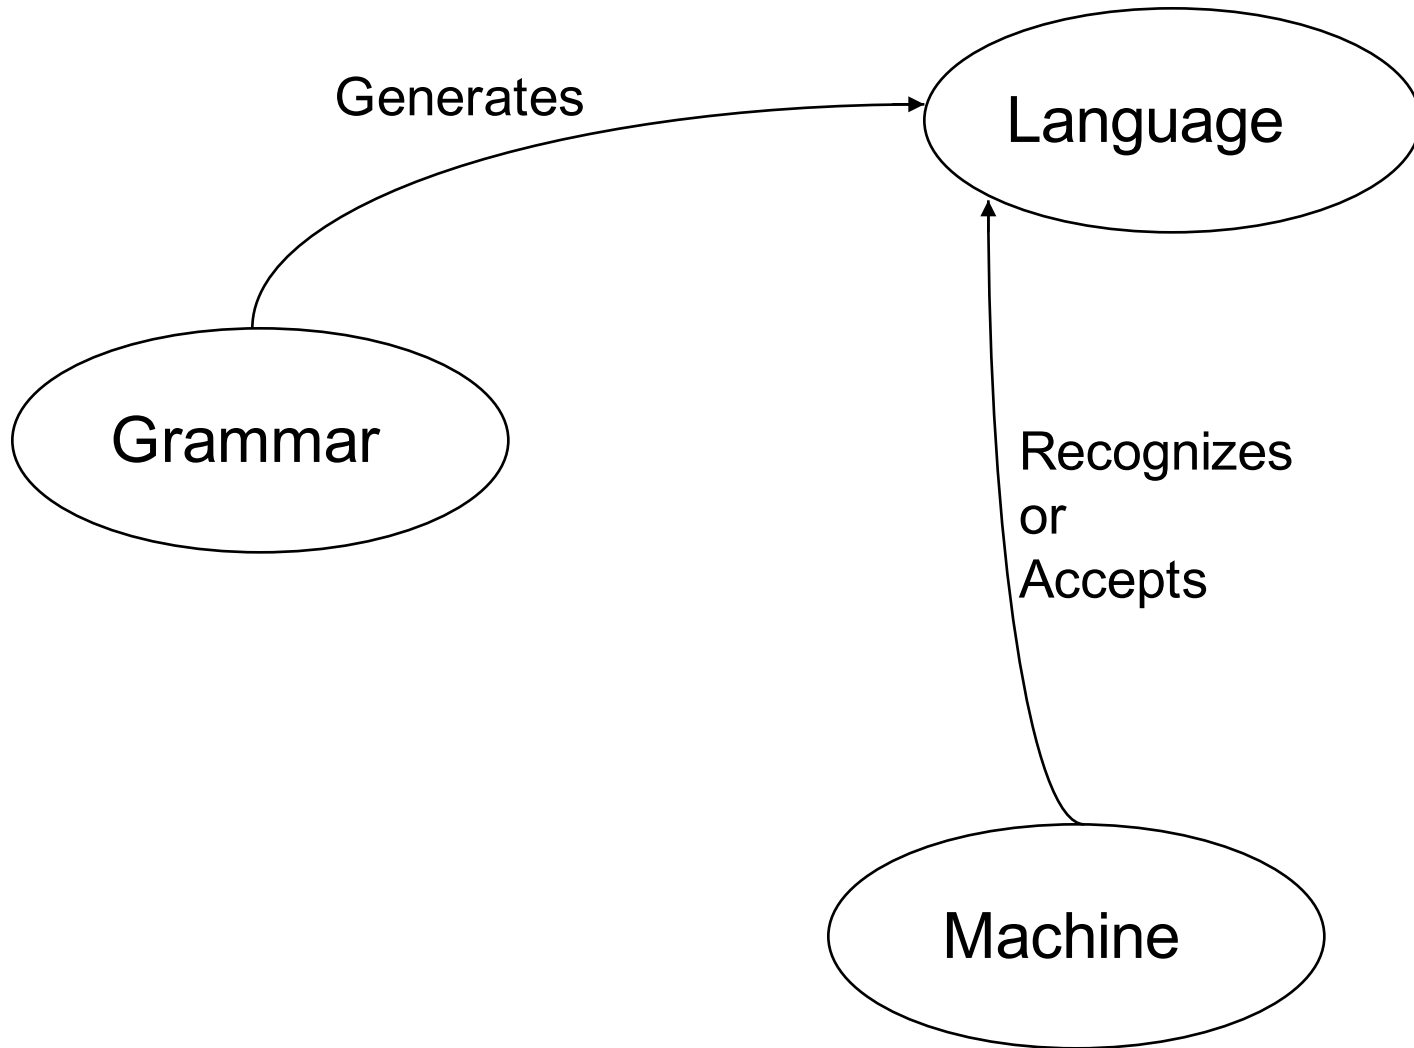 Generates
Language
Grammar
Recognizes
or
Accepts
Machine